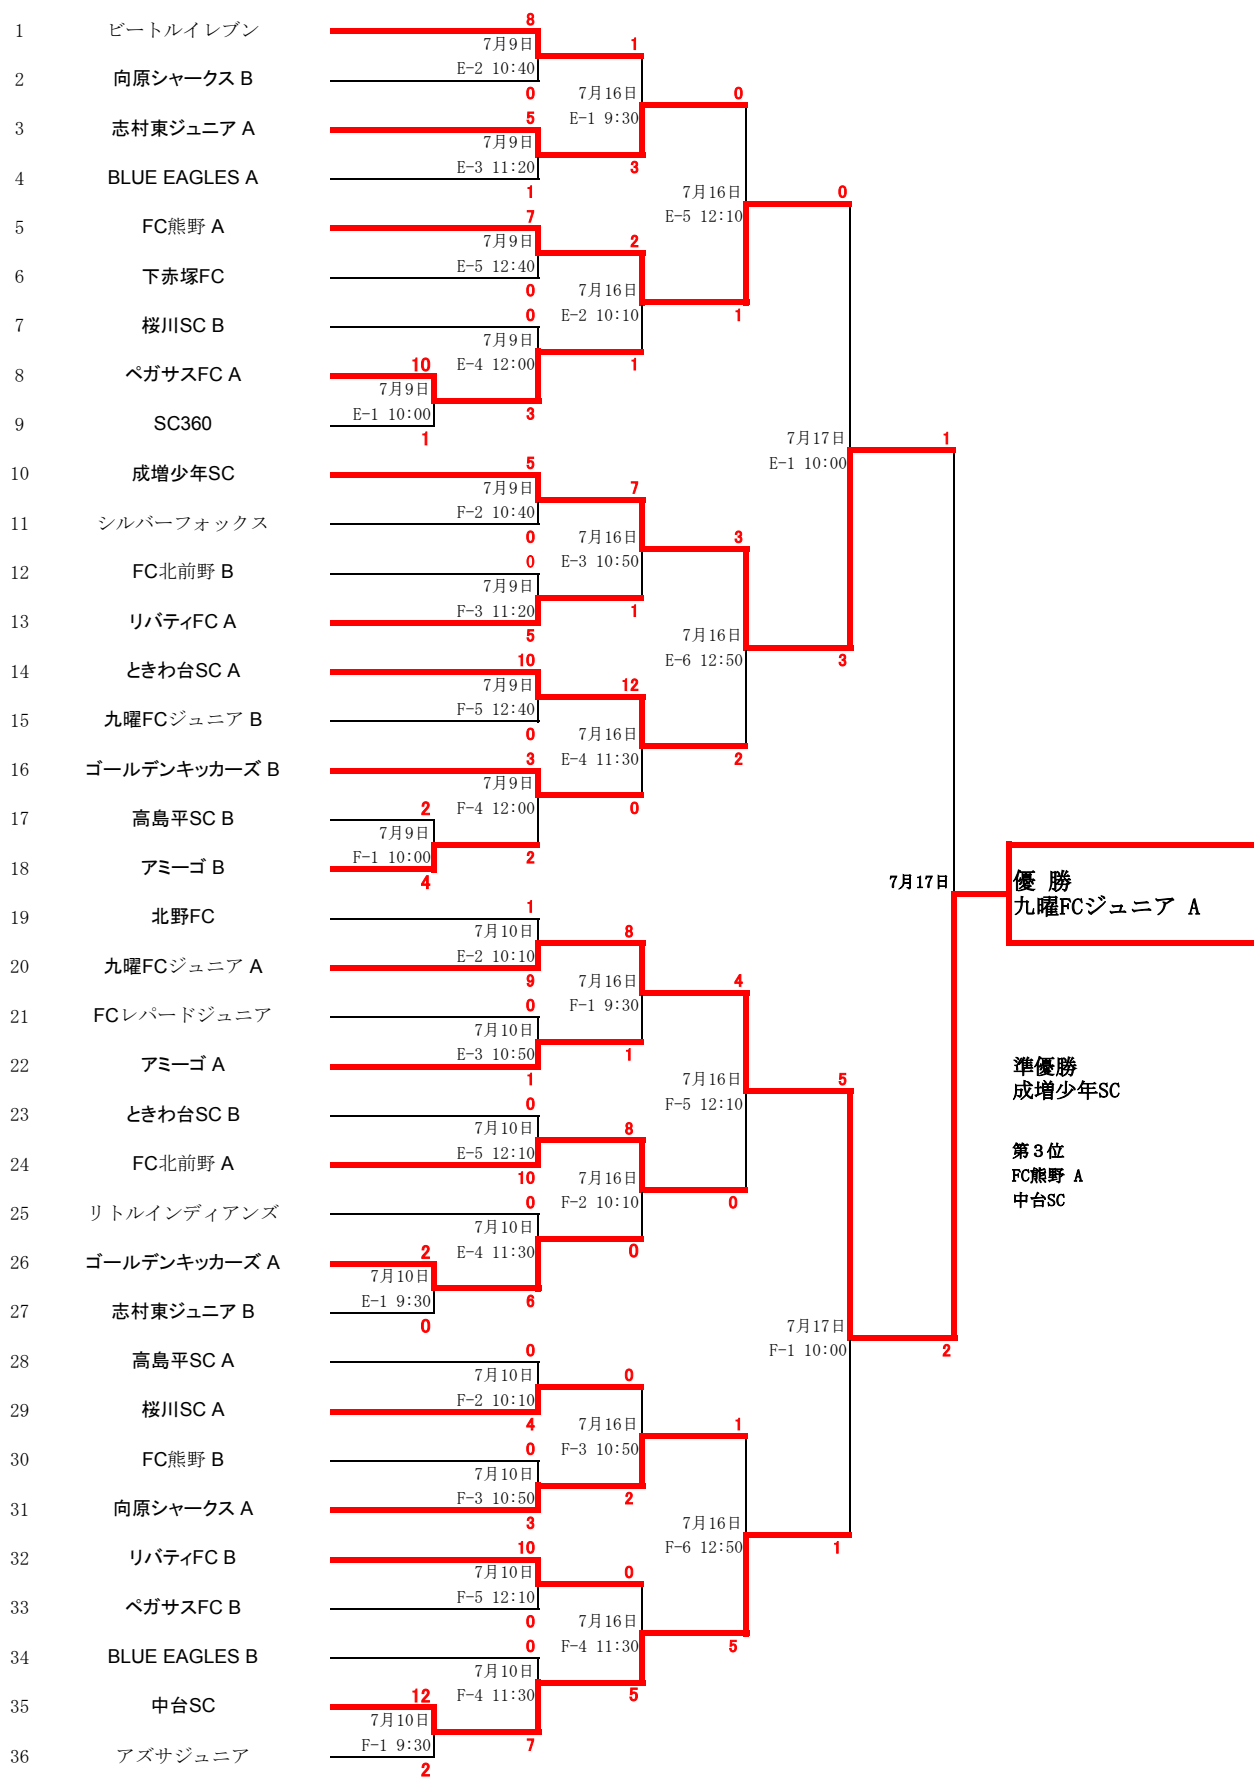 8
1 ビートルイレブン
7月9日 1
E-2 10:40
2 向原シャークス B
0 7月16日 0
5 E-1 9:30
3 志村東ジュニア A
7月9日
E-3 11:20 3
4 BLUE EAGLES A
1 7月16日 0
7 E-5 12:10
5 FC熊野 A
7月9日 2
E-5 12:40
6 下赤塚FC
0 7月16日
0 E-2 10:10 1
7 桜川SC B
7月9日
10 E-4 12:00 1
8 ペガサスFC A
7月9日
E-1 10:00 3
9 SC360
1 7月17日 1
5 E-1 10:00
10 成増少年SC
7月9日 7
F-2 10:40
11 シルバーフォックス
0 7月16日 3
0 E-3 10:50
12 FC北前野 B
7月9日
F-3 11:20 1
13 リバティFC A
5 7月16日
10 E-6 12:50 3
14 ときわ台SC A
7月9日 12
F-5 12:40
15 九曜FCジュニア B
0 7月16日
3 E-4 11:30 2
16 ゴールデンキッカーズ B
7月9日
2 F-4 12:00 0
17 高島平SC B
7月9日
F-1 10:00 2
18 アミーゴ B
4 7月17日 優 勝
九曜FCジュニア A
1
19 北野FC
7月10日 8
E-2 10:10
20 九曜FCジュニア A
9 7月16日 4
0 F-1 9:30
21 FCレパードジュニア
7月10日
E-3 10:50 1
22 アミーゴ A 準優勝
1 7月16日 5 成増少年SC
0 F-5 12:10
23 ときわ台SC B
7月10日 8
E-5 12:10 第３位
24 FC北前野 A
10 7月16日 FC熊野 A
0 F-2 10:10 0 中台SC
25 リトルインディアンズ
7月10日
2 E-4 11:30 0
26 ゴールデンキッカーズ A
7月10日
E-1 9:30 6
27 志村東ジュニア B
0 7月17日
0 F-1 10:00 2
28 高島平SC A
7月10日 0
F-2 10:10
29 桜川SC A
4 7月16日 1
0 F-3 10:50
30 FC熊野 B
7月10日
F-3 10:50 2
31 向原シャークス A
3 7月16日
10 F-6 12:50 1
32 リバティFC B
7月10日 0
F-5 12:10
33 ペガサスFC B
0 7月16日
0 F-4 11:30 5
34 BLUE EAGLES B
7月10日
12 F-4 11:30 5
35 中台SC
7月10日
F-1 9:30 7
36 アズサジュニア
2